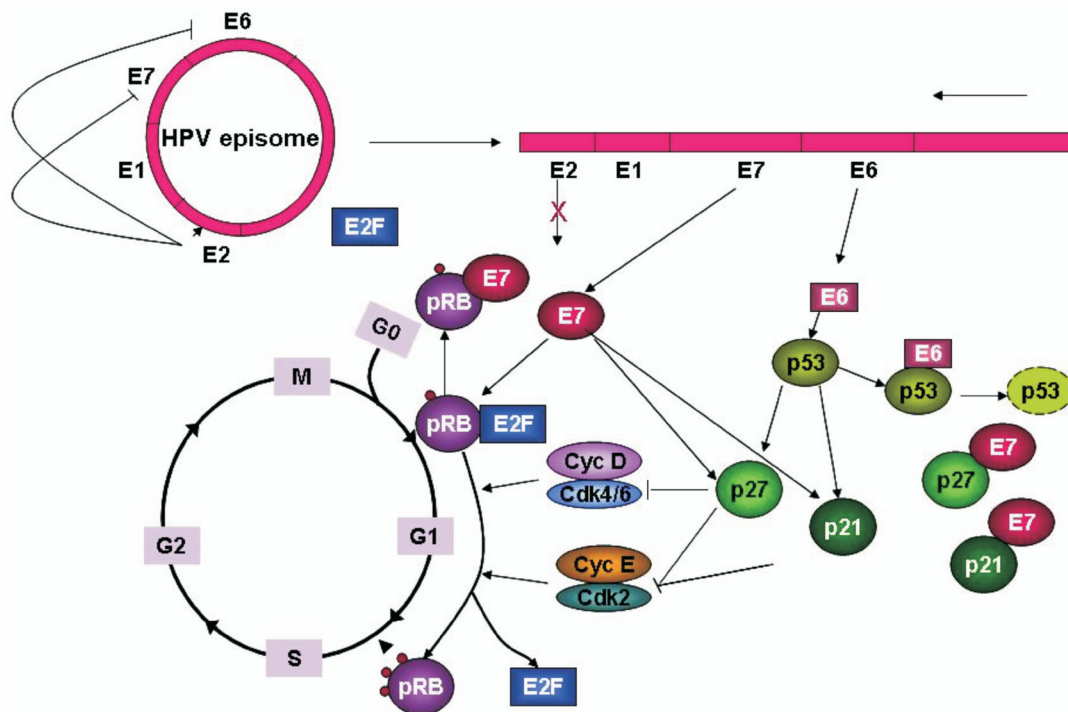 E6
E7
HPV episome
E1
E2
E2F
E2
E1
E7
E6
E7
pRB
G0
E7
E6
E6
p53
p53
p53
M
pRB
E2F
Cyc D
Cdk4/6
p27
E7
p27
G2
G1
p21
E7
p21
Cyc E
Cdk2
S
pRB
E2F